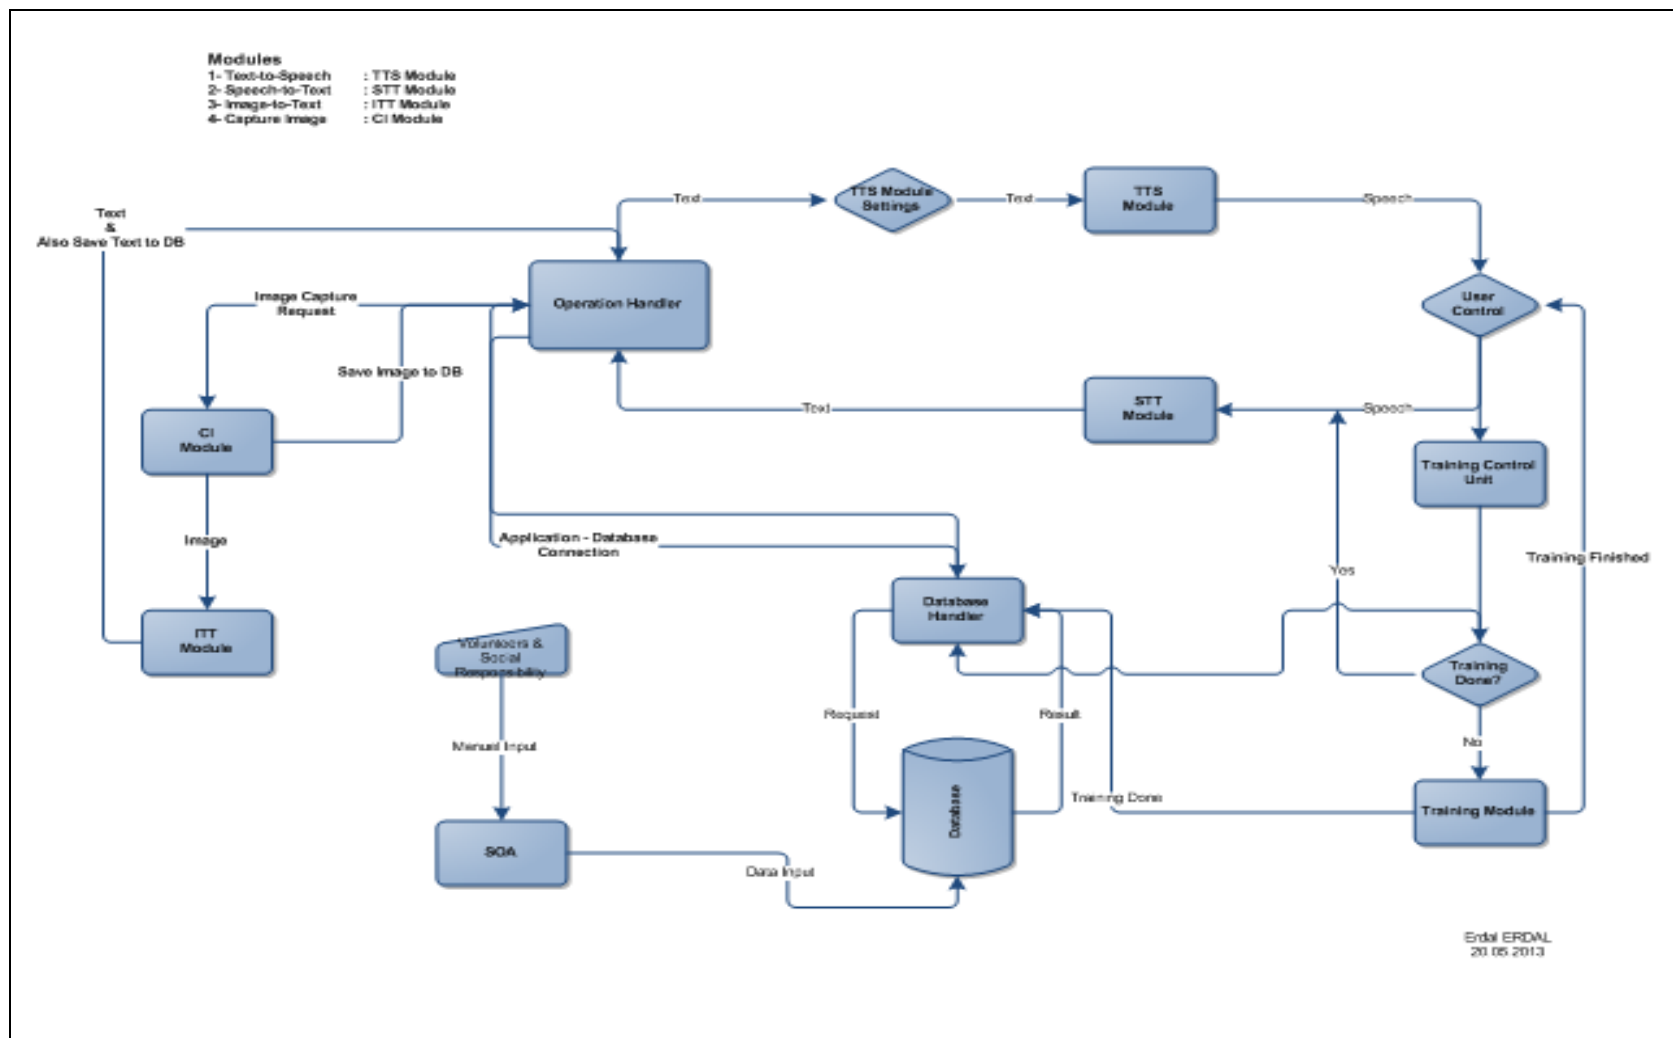 Modules
1- Text-to-Speech : TTS Module
2- Speech-to-Text : STT Module
3- Image-to-Text : ITT Module
4- Capture Image : CI Module
Text
&
Also Save Text to DB
Text
TTS Module
Settings
Text
TTS
Module
Speech
Image Capture
Request
Operation Handler
User
Control
Save Image to DB
Text
STT
Module
Speech
CI
Module
Training Control
Unit
Image
Application - Database
Connection
Yes
Training Finished
ITT
Module
Volunteers &
Social
Responsibility
Database
Handler
Training
Done?
Request
Result
Manuel Input
No
Training Done
Database
Training Module
SOA
Data Input
Erdal ERDAL
20.05.2013